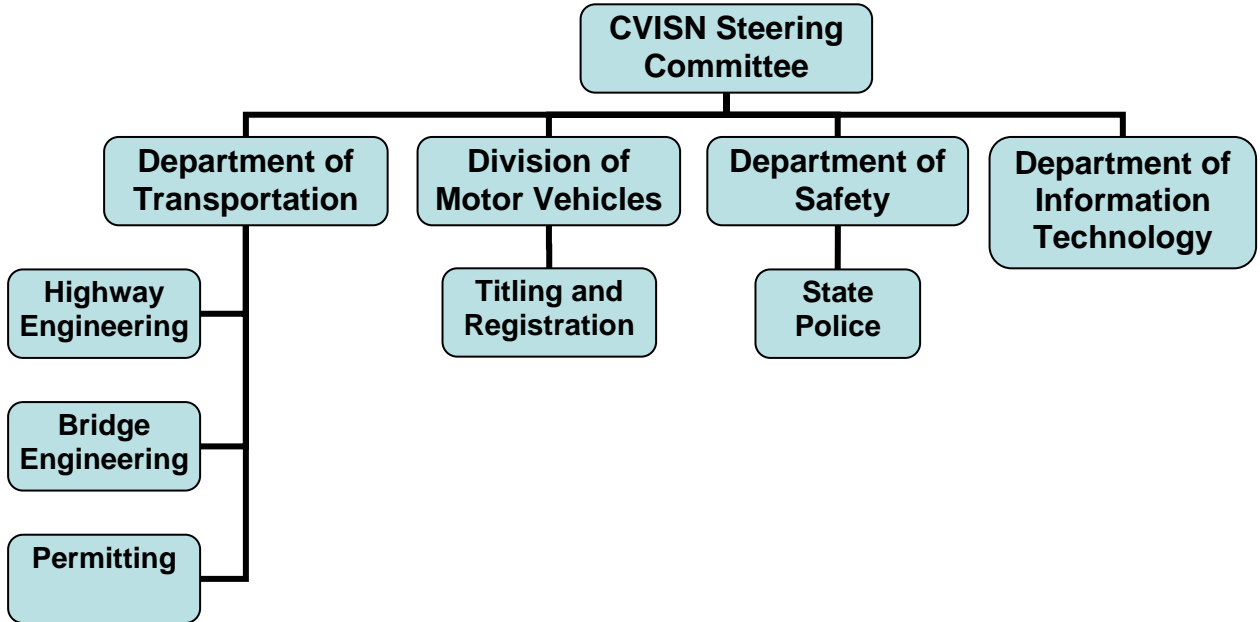 CVISN Steering
Committee
Department of
Transportation
Division of
Motor Vehicles
Department of
Safety
Department of
Information
Technology
Highway
Engineering
Titling and
Registration
State
Police
Bridge
Engineering
Permitting